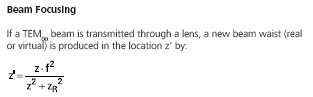 Beam Focusing
If a TEM₀₀ beam is transmitted through a lens, a new beam waist (real
or virtual) is produced in the location z' by:
z' = z · f² / z² + zR²